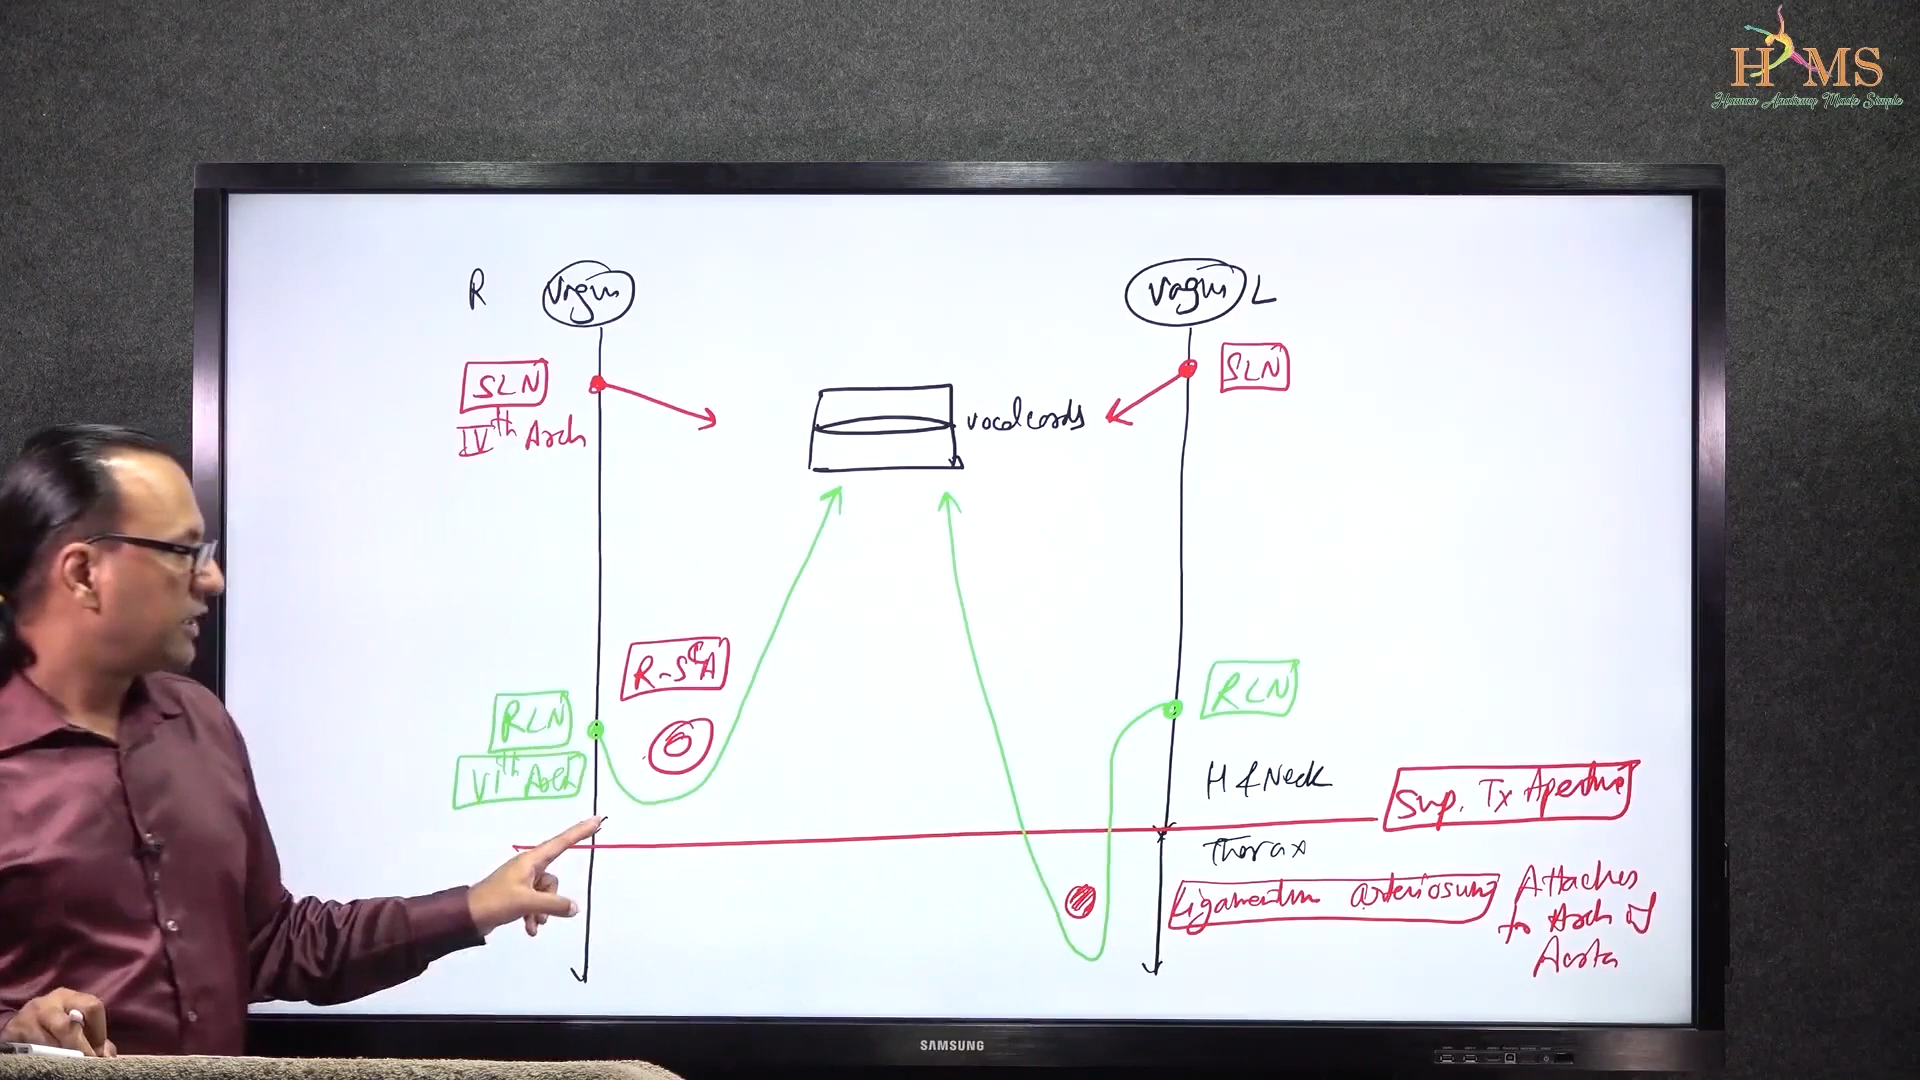 HAMS
Human Anatomy Made Simple
R
Vagus
Vagus
L
SLN
IVth Arch
SLN
vocal cords
R-SCA
RLN
VIth Arch
RLN
H & Neck
Sup. Tx Aperture
Thorax
Ligamentum arteriosum
Attaches
to Arch of
Aorta
SAMSUNG